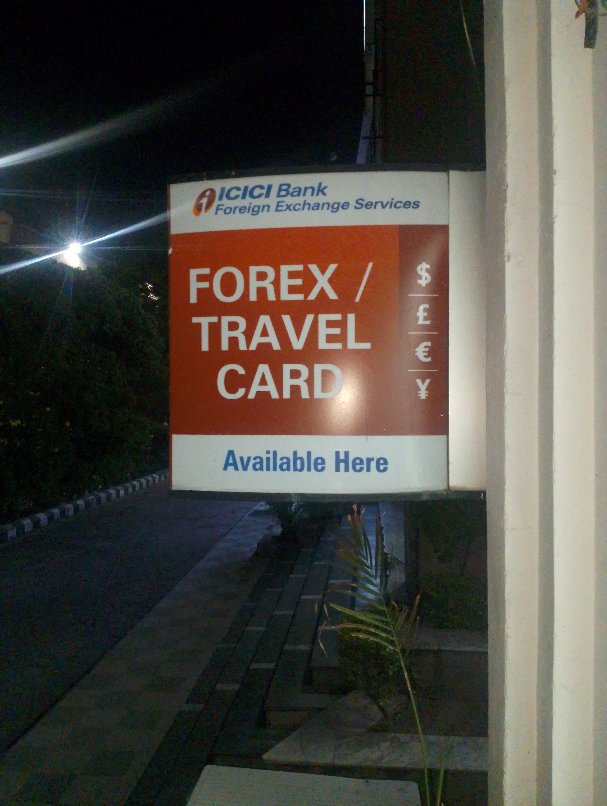 ICICI Bank
Foreign Exchange Services
FOREX /
TRAVEL
CARD
$
£
€
¥
Available Here